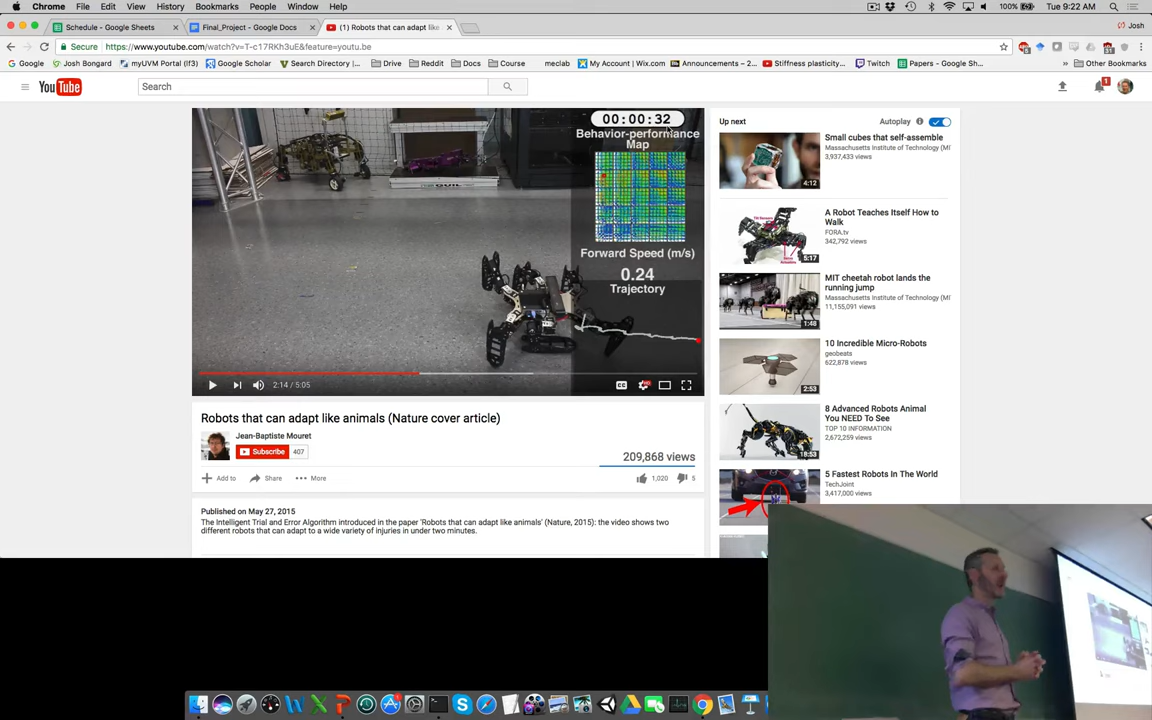 Chrome File Edit View History Bookmarks People Window Help
100% Tue 9:22 AM
Schedule - Google Sheets
Final_Project - Google Docs
(1) Robots that can adapt like
Josh
Secure https://www.youtube.com/watch?v=T-c17RKh3uE&feature=youtu.be
Google Josh Bongard myUVM Portal (lf3) Google Scholar Search Directory |... Drive Reddit Docs Course meclab My Account | Wix.com Announcements – 2... Stiffness plasticity... Twitch Papers - Google Sh... » Other Bookmarks
YouTube
Search
1
00:00:32
Behavior-performance
Map
Forward Speed (m/s)
0.24
Trajectory
2:14 / 5:05
Robots that can adapt like animals (Nature cover article)
Jean-Baptiste Mouret
Subscribe 407
209,868 views
Add to Share More
1,020 5
Published on May 27, 2015
The Intelligent Trial and Error Algorithm introduced in the paper 'Robots that can adapt like animals' (Nature, 2015): the video shows two
different robots that can adapt to a wide variety of injuries in under two minutes.
Up next
Autoplay
Small cubes that self-assemble
Massachusetts Institute of Technology (MI
3,937,433 views
4:12
A Robot Teaches Itself How to
Walk
FORA.tv
342,792 views
5:17
MIT cheetah robot lands the
running jump
Massachusetts Institute of Technology (MI
11,155,091 views
1:48
10 Incredible Micro-Robots
geobeats
622,878 views
2:53
8 Advanced Robots Animal
You NEED To See
TOP 10 INFORMATION
2,672,259 views
18:53
5 Fastest Robots In The World
TechJoint
3,417,000 views